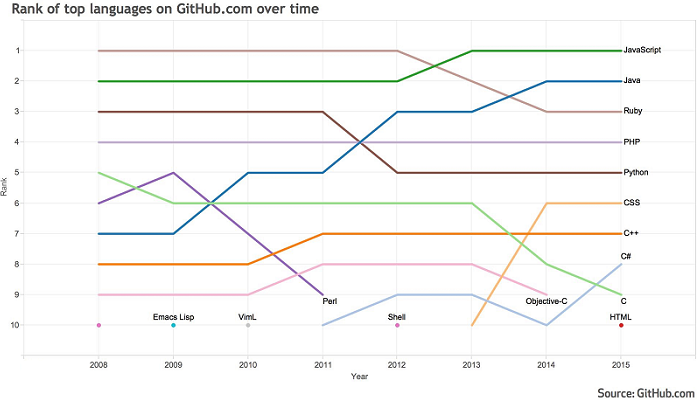 Rank of top languages on GitHub.com over time
1
JavaScript
2
Java
3
Ruby
4
PHP
5
Python
6
CSS
7
C++
C#
8
9
Perl
Objective-C
C
Emacs Lisp
VimL
Shell
HTML
10
Rank
2008 2009 2010 2011 2012 2013 2014 2015
Year
Source: GitHub.com